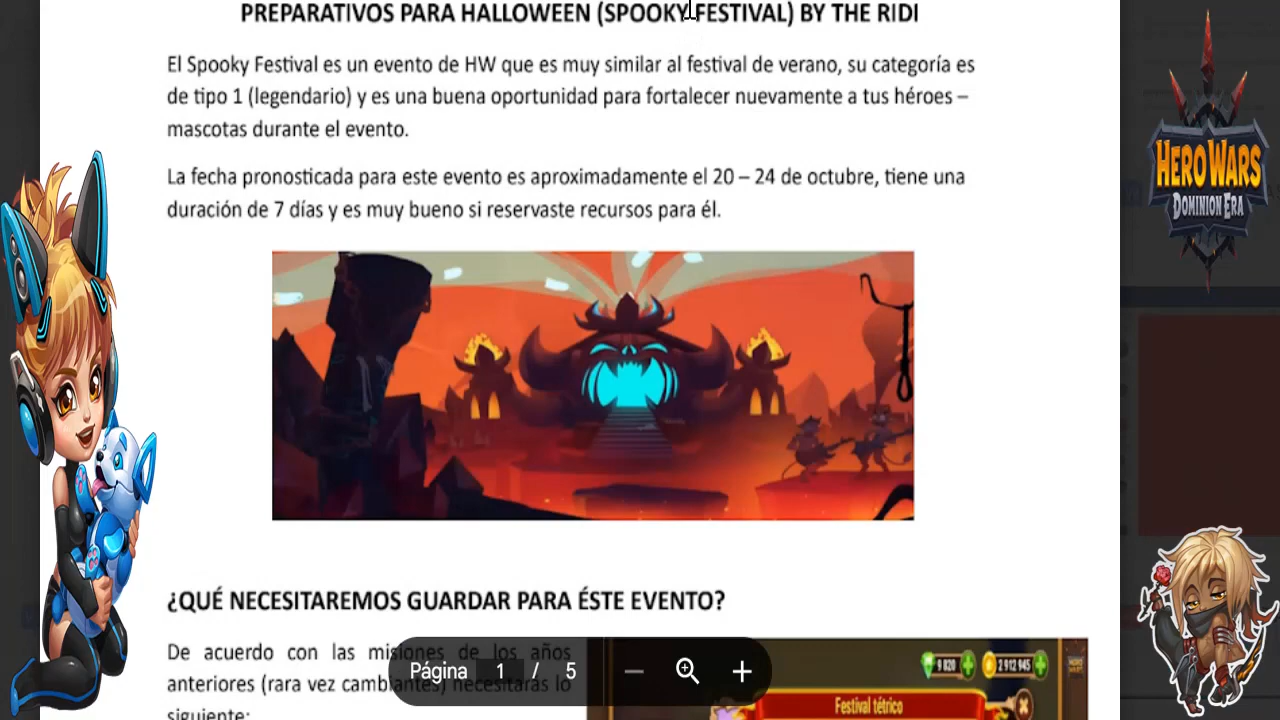 PREPARATIVOS PARA HALLOWEEN (SPOOKY FESTIVAL) BY THE RIDI
El Spooky Festival es un evento de HW que es muy similar al festival de verano, su categoría es
de tipo 1 (legendario) y es una buena oportunidad para fortalecer nuevamente a tus héroes –
mascotas durante el evento.
La fecha pronosticada para este evento es aproximadamente el 20 – 24 de octubre, tiene una
duración de 7 días y es muy bueno si reservaste recursos para él.
HERO WARS
DOMINION ERA
¿QUÉ NECESITAREMOS GUARDAR PARA ÉSTE EVENTO?
De acuerdo con las misiones de los años
anteriores (rara vez cambiantes) necesitarás lo
siguiente:
Página 1 / 5
9 820
2 912 945
Festival tétrico